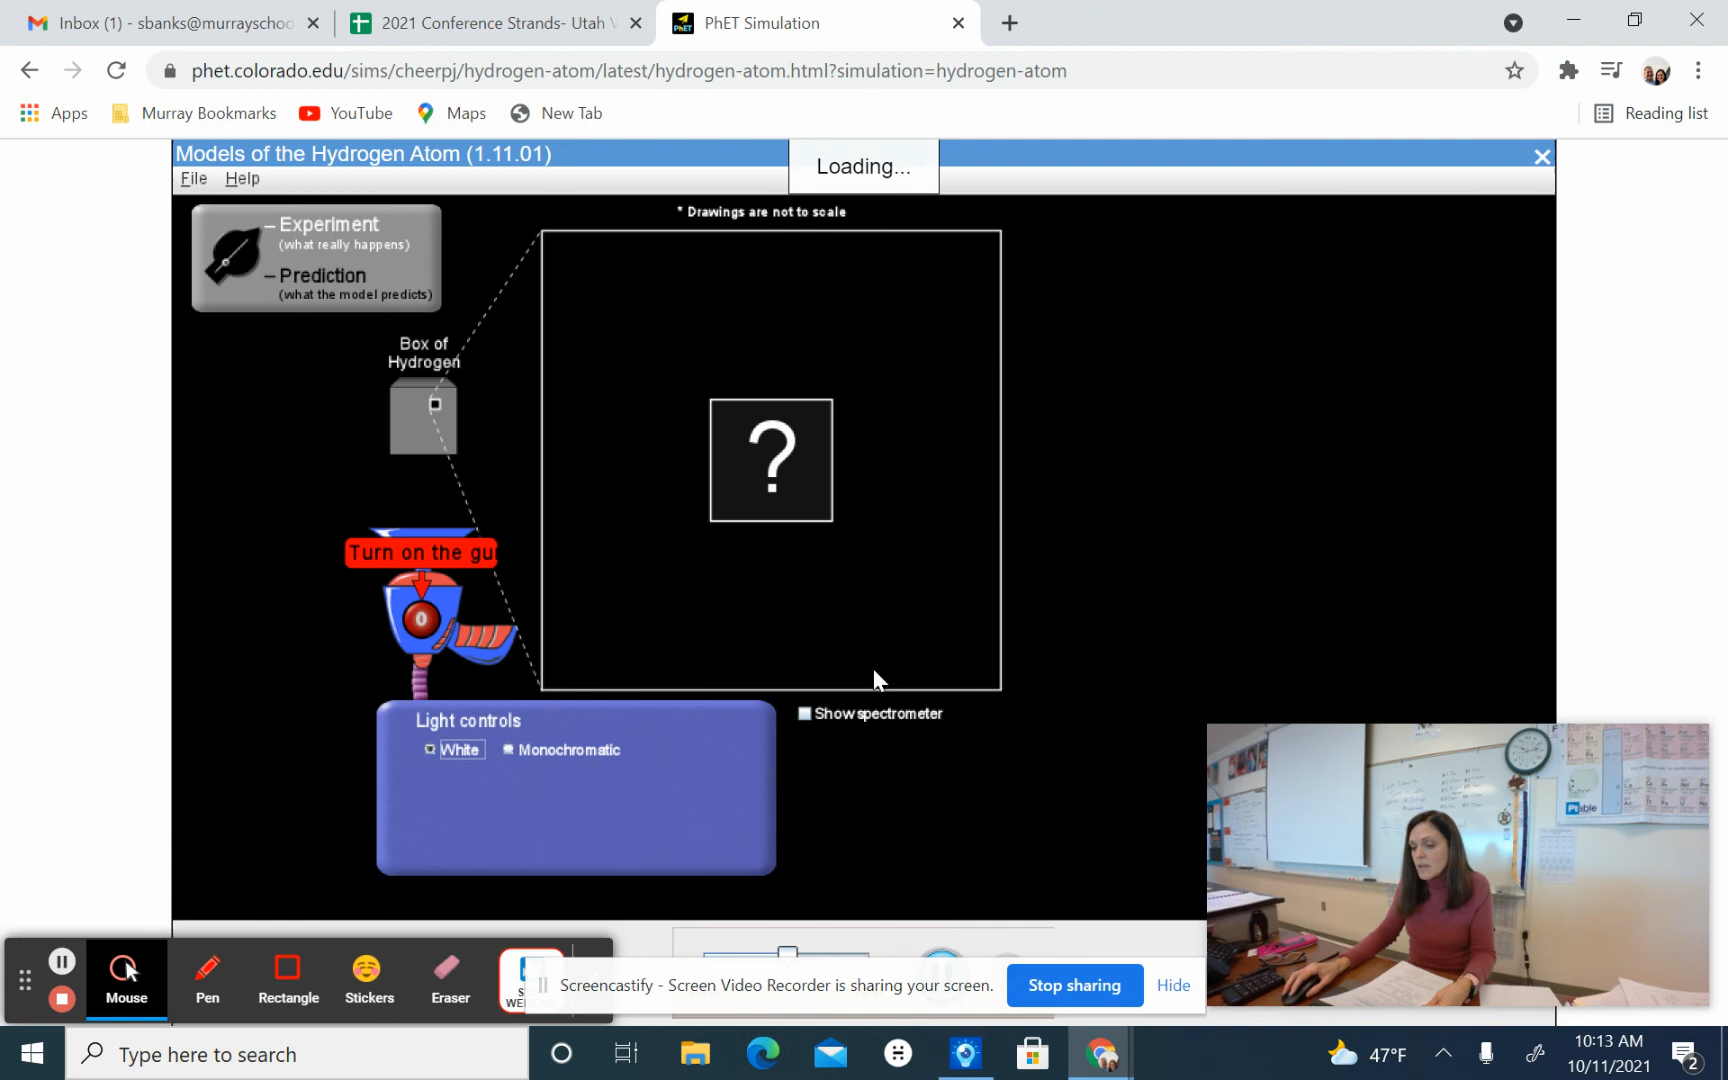 Inbox (1) - sbanks@murrayschoo
2021 Conference Strands- Utah V
PhET Simulation
phet.colorado.edu/sims/cheerpj/hydrogen-atom/latest/hydrogen-atom.html?simulation=hydrogen-atom
Apps
Murray Bookmarks
YouTube
Maps
New Tab
Reading list
Models of the Hydrogen Atom (1.11.01)
Loading...
File Help
* Drawings are not to scale
Experiment
(what really happens)
Prediction
(what the model predicts)
Box of
Hydrogen
?
Turn on the gu
0
Light controls
White Monochromatic
Show spectrometer
Mouse
Pen
Rectangle
Stickers
Eraser
Screencastify - Screen Video Recorder is sharing your screen.
Stop sharing
Hide
Type here to search
47°F
10:13 AM
10/11/2021
2